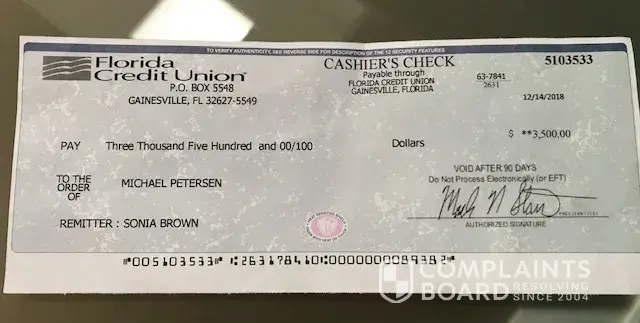 TO VERIFY AUTHENTICITY, SEE REVERSE SIDE FOR DESCRIPTION OF THE 12 SECURITY FEATURES
Florida
Credit Union
P.O. BOX 5548
GAINESVILLE, FL 32627-5549
CASHIER'S CHECK
Payable through
FLORIDA CREDIT UNION
GAINESVILLE, FLORIDA
63-7841
2631
5103533
12/14/2018
$ **3,500.00
PAY Three Thousand Five Hundred and 00/100 Dollars
VOID AFTER 90 DAYS
Do Not Process Electronically (or EFT)
TO THE
ORDER
OF
MICHAEL PETERSEN
AUTHORIZED SIGNATURE
REMITTER : SONIA BROWN
⑈005103533⑈ ⑆263178410⑆0000000089382⑈
COMPLAINTS
BOARD RESOLVING
SINCE 2004